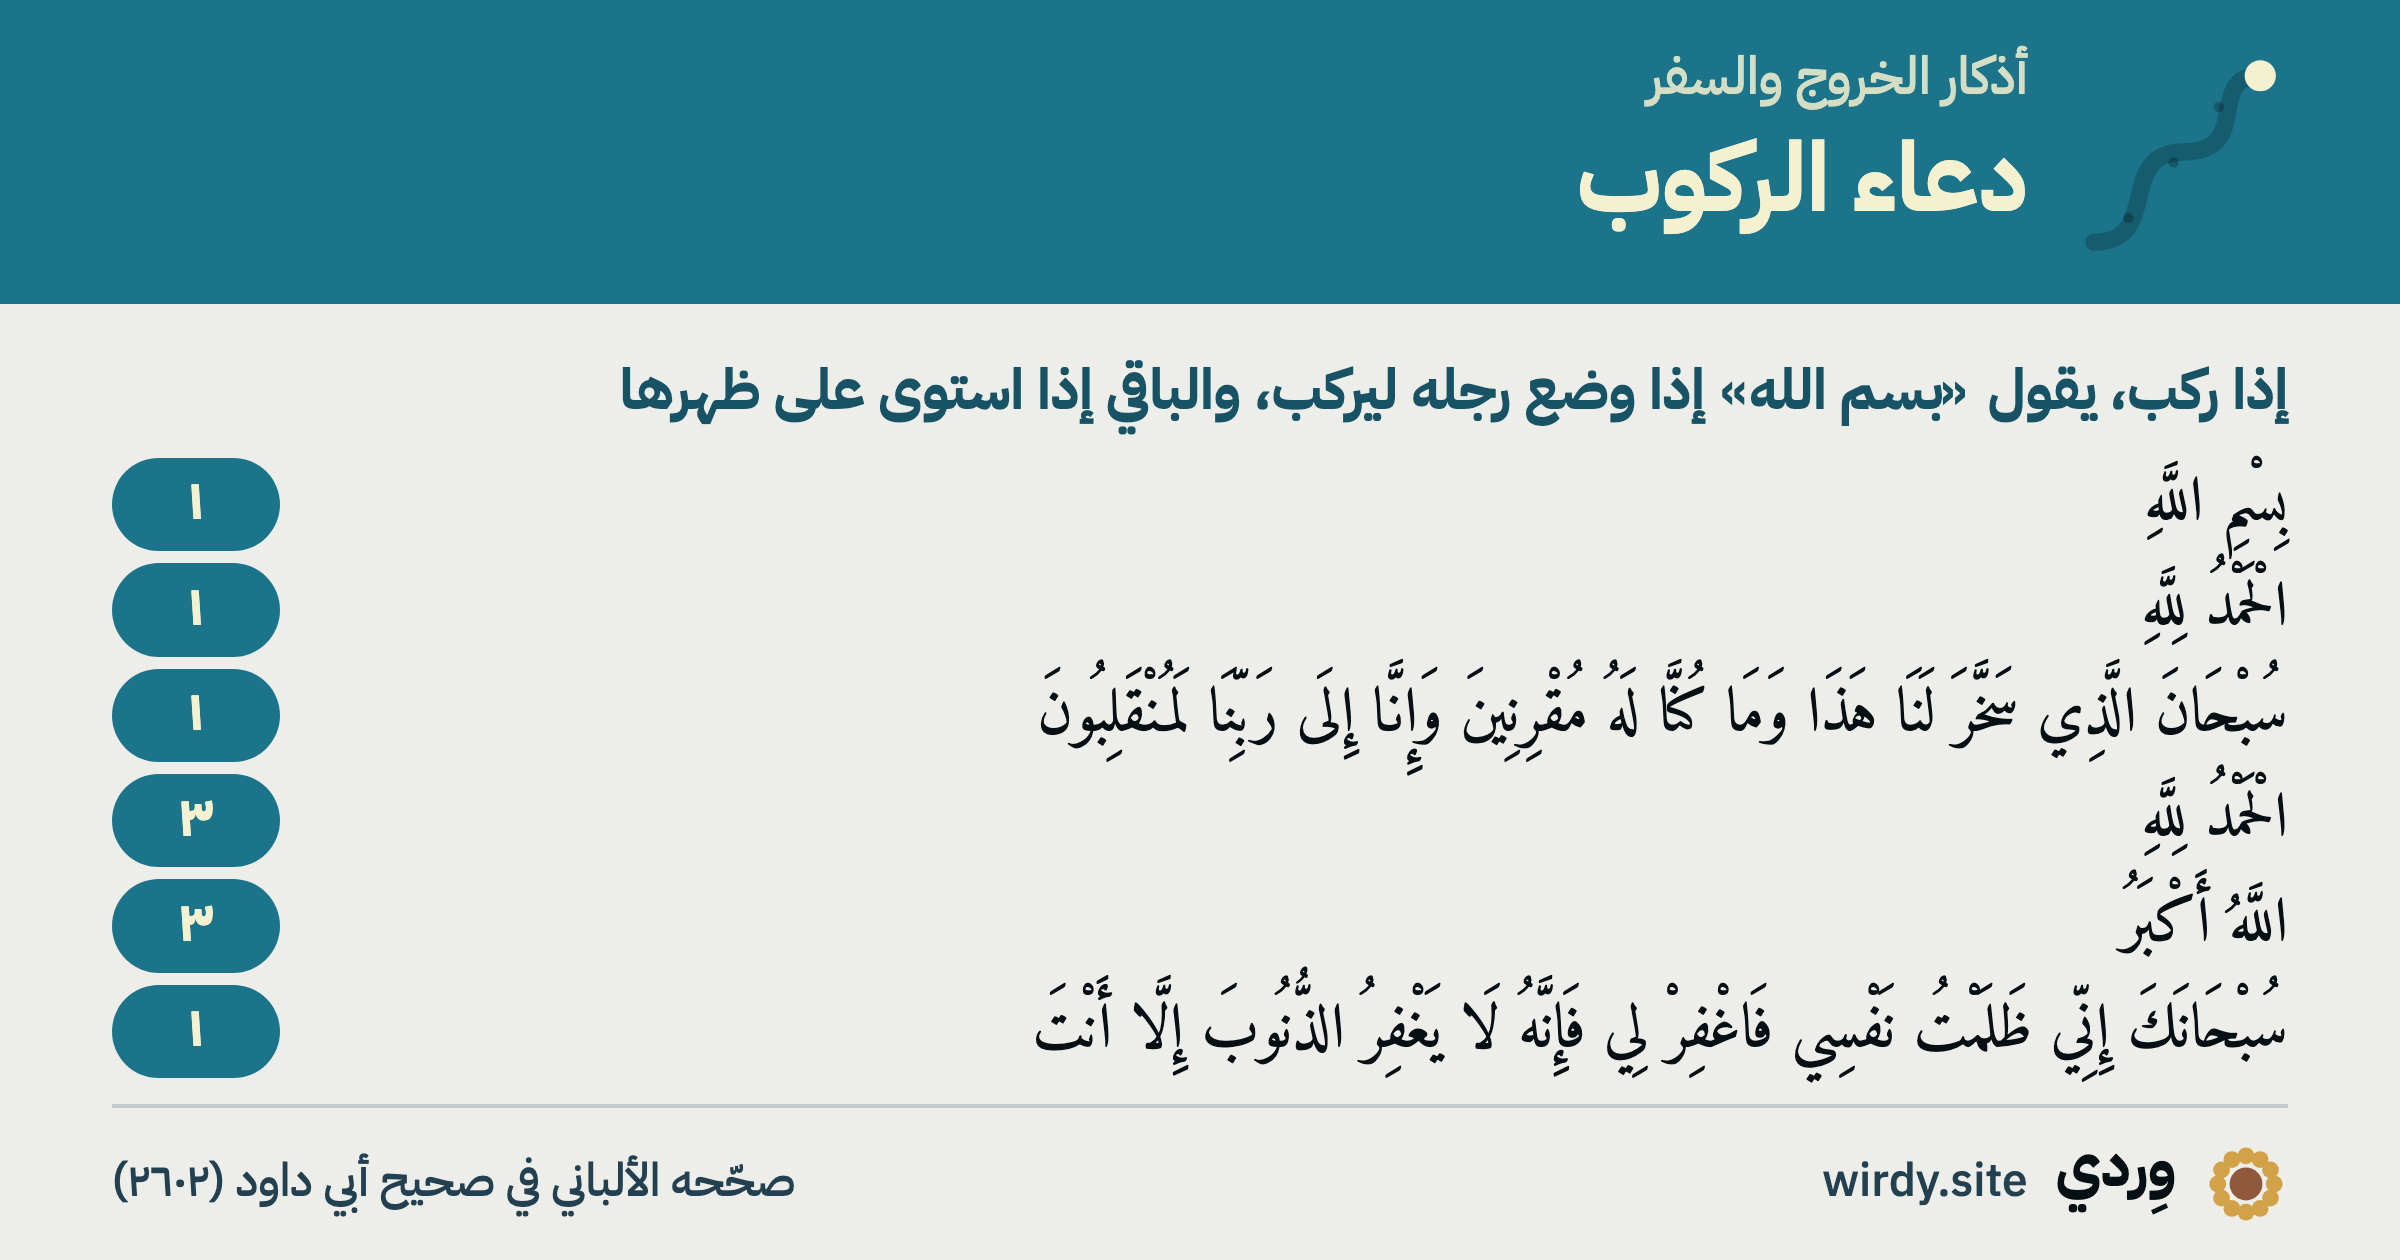 أذكار الخروج والسفر
دعاء الركوب
إذا ركب، يقول «بسم الله» إذا وضع رجله ليركب، والباقي إذا استوى على ظهرها
بِسْمِ اللَّهِ ١
الْحَمْدُ لِلَّهِ ١
سُبْحَانَ الَّذِي سَخَّرَ لَنَا هَذَا وَمَا كُنَّا لَهُ مُقْرِنِينَ وَإِنَّا إِلَى رَبِّنَا لَمُنْقَلِبُونَ ١
الْحَمْدُ لِلَّهِ ٣
اللَّهُ أَكْبَرُ ٣
سُبْحَانَكَ إِنِّي ظَلَمْتُ نَفْسِي فَاغْفِرْ لِي فَإِنَّهُ لَا يَغْفِرُ الذُّنُوبَ إِلَّا أَنْتَ ١
وِردي wirdy.site صحّحه الألباني في صحيح أبي داود (٢٦٠٢)